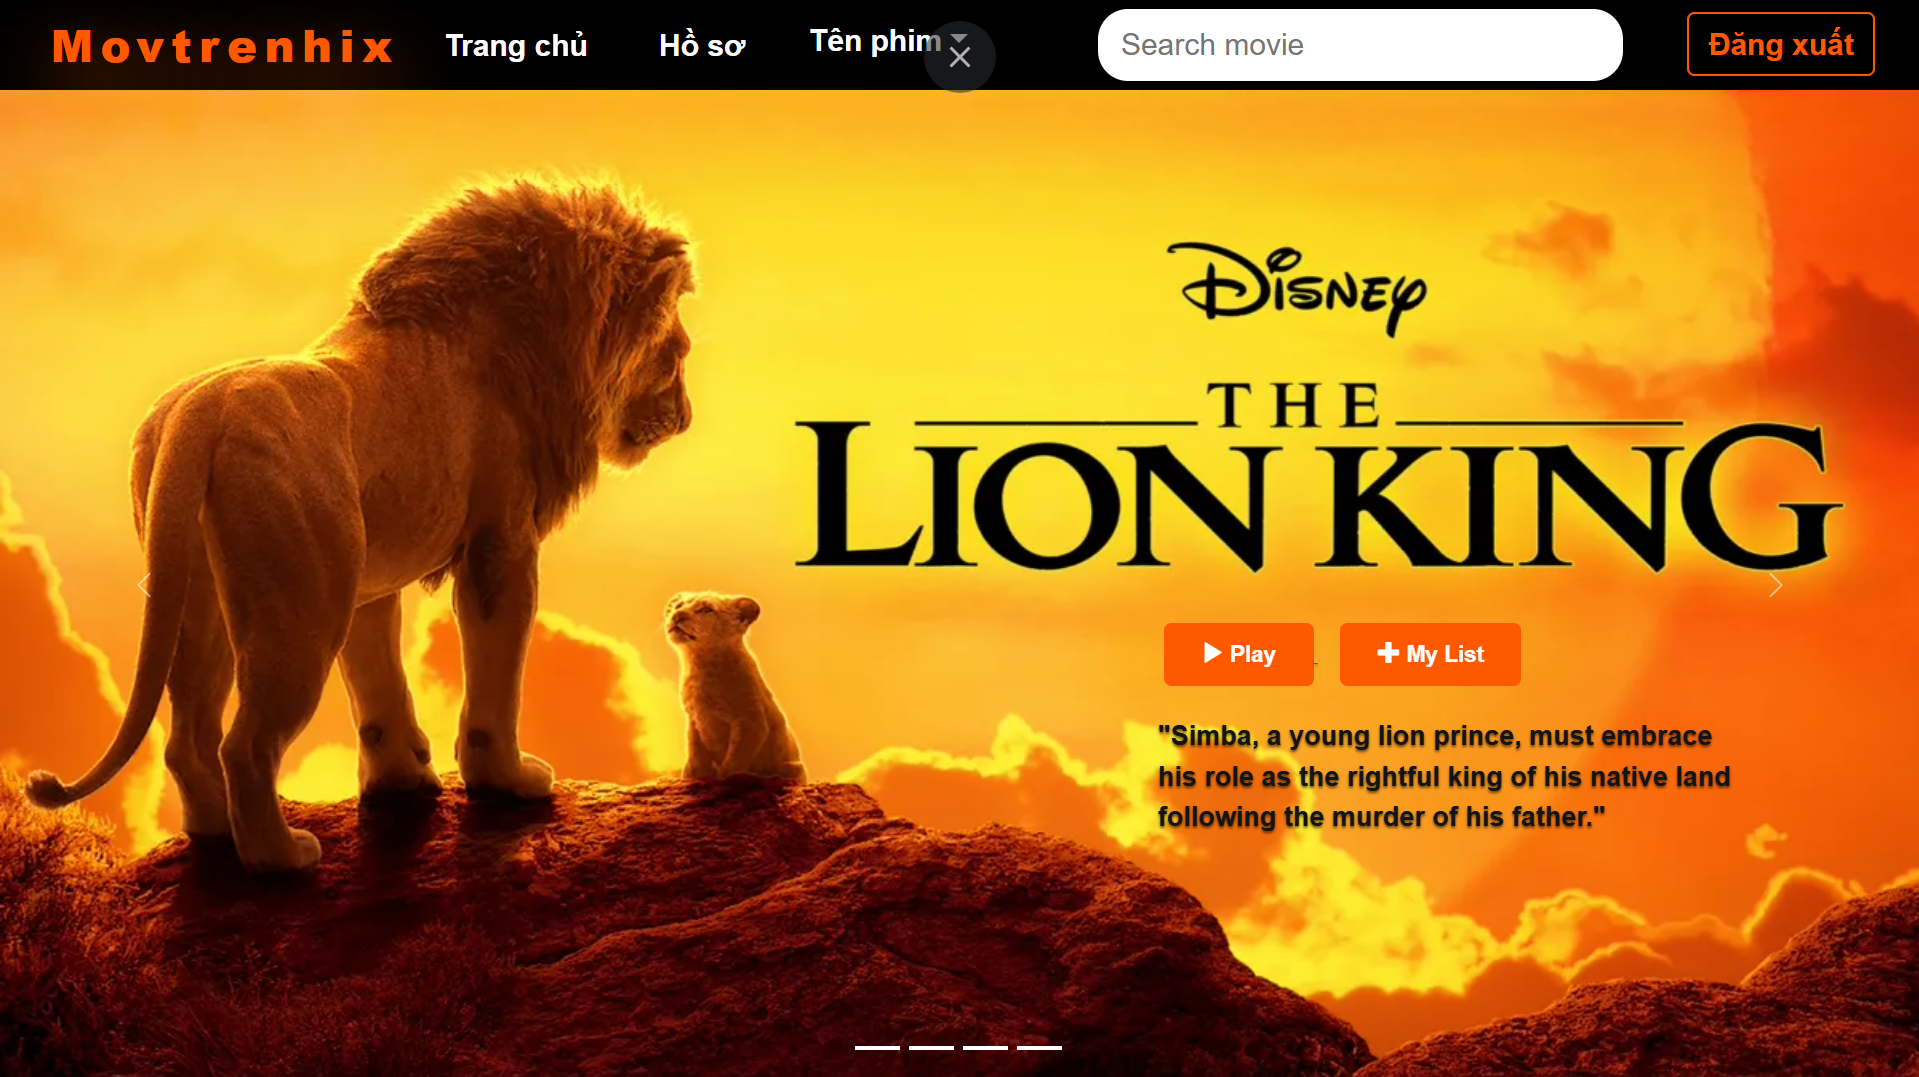 Movtrenhix
Trang chủ
Hồ sơ
Tên phim
Search movie
Đăng xuất
Disney
THE
LION KING
Play
My List
"Simba, a young lion prince, must embrace
his role as the rightful king of his native land
following the murder of his father."